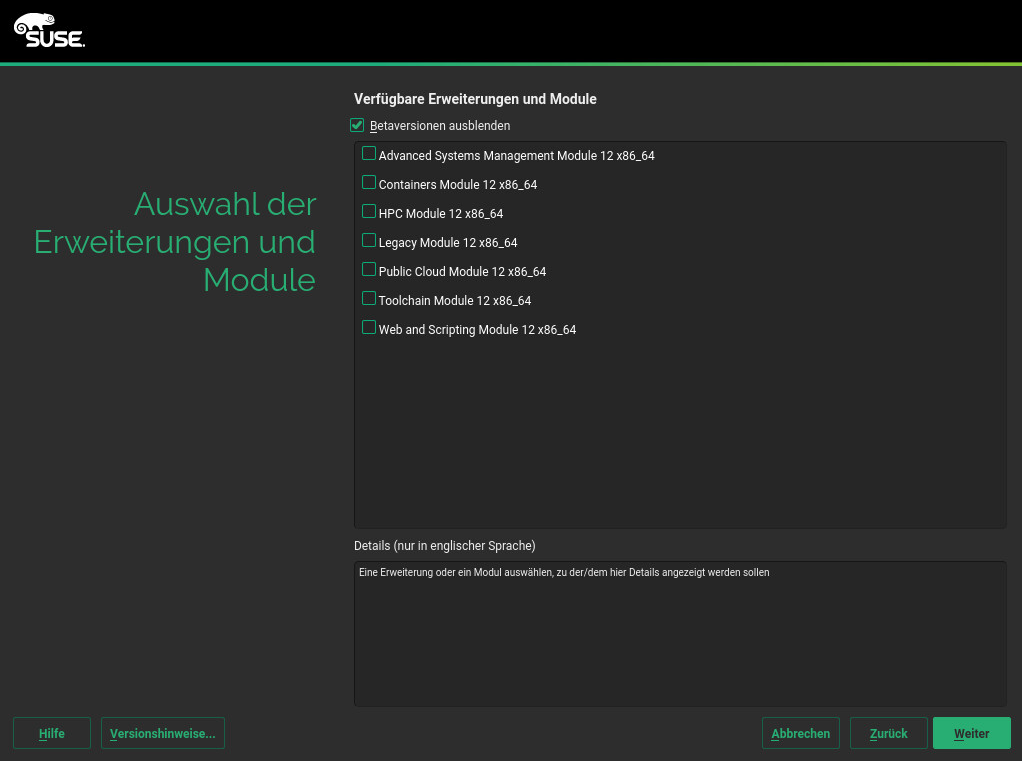 SUSE.
Verfügbare Erweiterungen und Module
Betaversionen ausblenden
Auswahl der
Erweiterungen und
Module
Advanced Systems Management Module 12 x86_64
Containers Module 12 x86_64
HPC Module 12 x86_64
Legacy Module 12 x86_64
Public Cloud Module 12 x86_64
Toolchain Module 12 x86_64
Web and Scripting Module 12 x86_64
Details (nur in englischer Sprache)
Eine Erweiterung oder ein Modul auswählen, zu der/dem hier Details angezeigt werden sollen
Hilfe
Versionshinweise...
Abbrechen
Zurück
Weiter